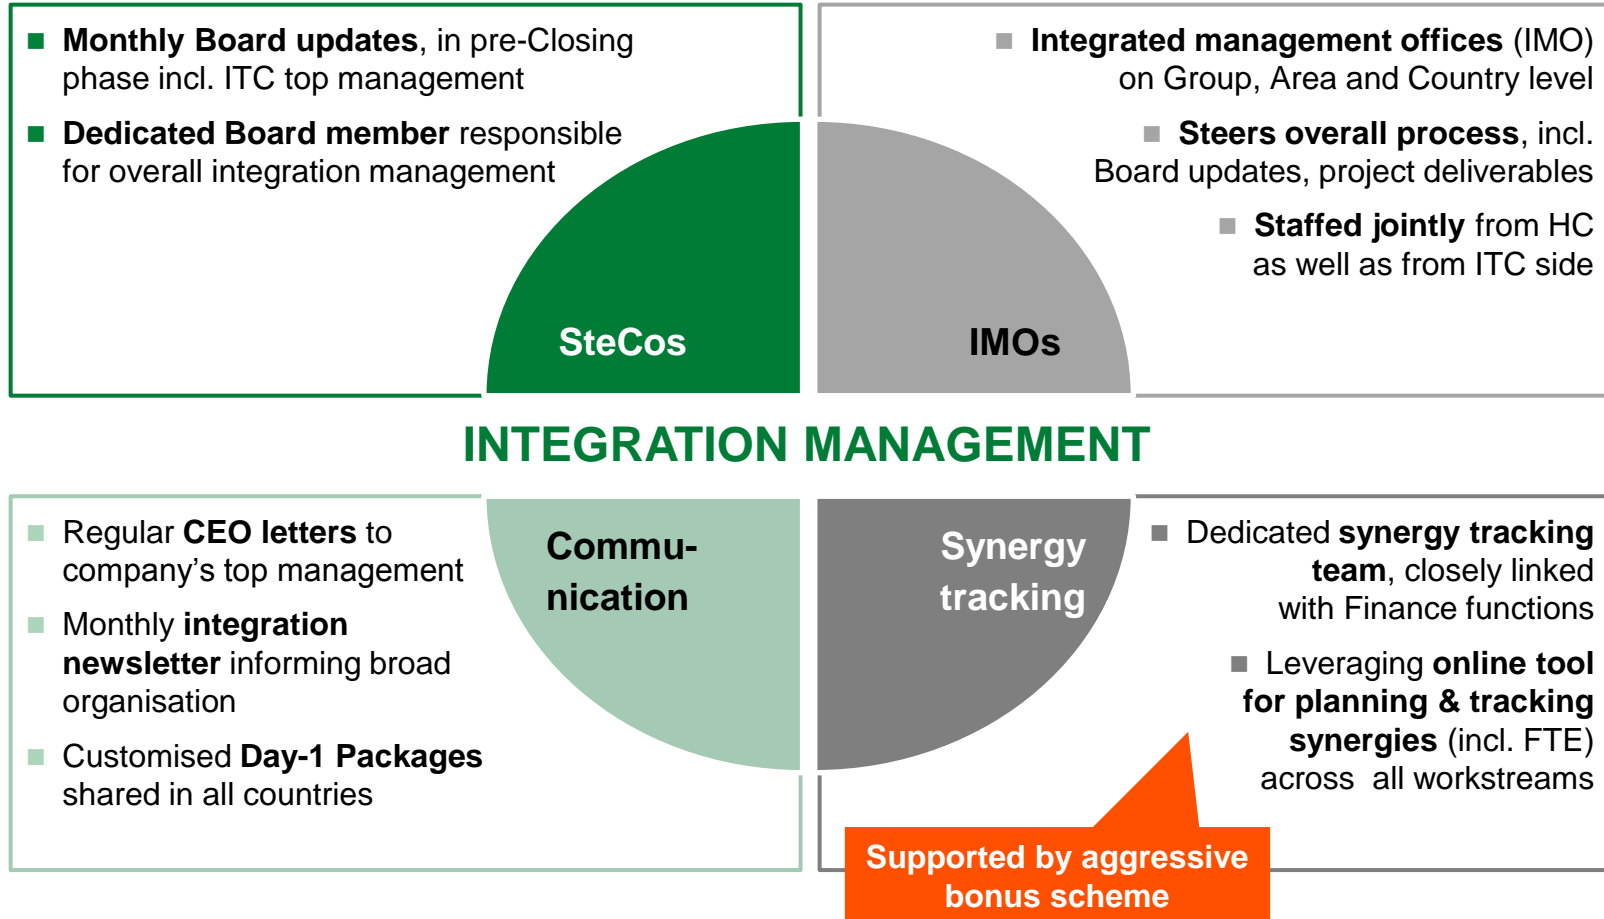 Monthly Board updates, in pre-Closing
phase incl. ITC top management
Dedicated Board member responsible
for overall integration management
SteCos
Integrated management offices (IMO)
on Group, Area and Country level
Steers overall process, incl.
Board updates, project deliverables
Staffed jointly from HC
as well as from ITC side
IMOs
INTEGRATION MANAGEMENT
Regular CEO letters to
company’s top management
Monthly integration
newsletter informing broad
organisation
Customised Day-1 Packages
shared in all countries
Commu-
nication
Synergy
tracking
Dedicated synergy tracking
team, closely linked
with Finance functions
Leveraging online tool
for planning & tracking
synergies (incl. FTE)
across all workstreams
Supported by aggressive
bonus scheme